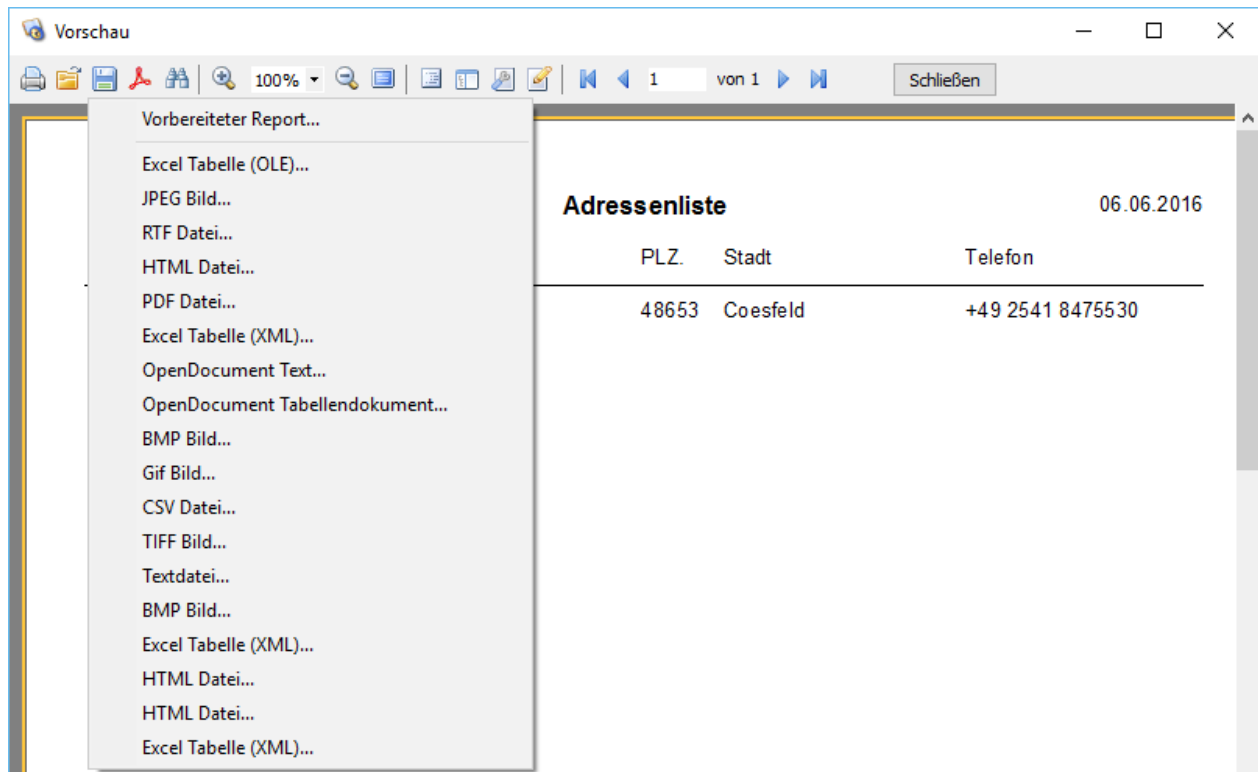 Vorschau
100% 1 von 1 Schließen
Vorbereiteter Report...
Excel Tabelle (OLE)...
JPEG Bild...
RTF Datei...
HTML Datei...
PDF Datei...
Excel Tabelle (XML)...
OpenDocument Text...
OpenDocument Tabellendokument...
BMP Bild...
Gif Bild...
CSV Datei...
TIFF Bild...
Textdatei...
BMP Bild...
Excel Tabelle (XML)...
HTML Datei...
HTML Datei...
Excel Tabelle (XML)...
Adressenliste 06.06.2016
PLZ. Stadt Telefon
48653 Coesfeld +49 2541 8475530